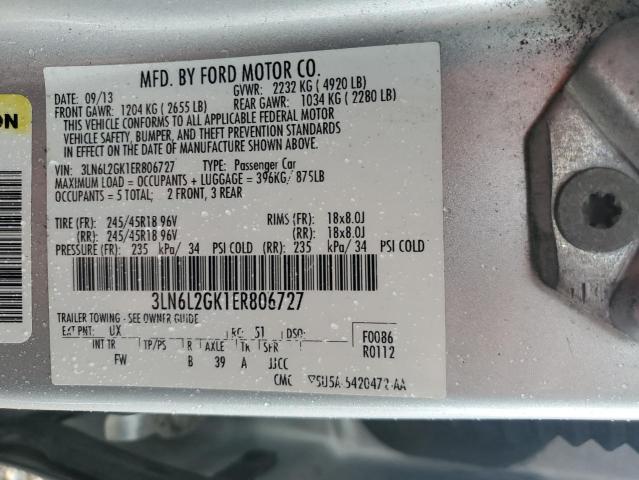 MFD. BY FORD MOTOR CO.
DATE: 09/13 GVWR: 2232 KG ( 4920 LB)
FRONT GAWR: 1204 KG ( 2655 LB) REAR GAWR: 1034 KG ( 2280 LB)
THIS VEHICLE CONFORMS TO ALL APPLICABLE FEDERAL MOTOR
VEHICLE SAFETY, BUMPER, AND THEFT PREVENTION STANDARDS
IN EFFECT ON THE DATE OF MANUFACTURE SHOWN ABOVE.
VIN: 3LN6L2GK1ER806727 TYPE: Passenger Car
MAXIMUM LOAD = OCCUPANTS + LUGGAGE = 396KG/ 875LB
OCCUPANTS = 5 TOTAL: 2 FRONT, 3 REAR
TIRE (FR): 245/45R18 96V RIMS (FR): 18x8.0J
(RR): 245/45R18 96V (RR): 18x8.0J
PRESSURE (FR): 235 kPa/ 34 PSI COLD (RR): 235 kPa/ 34 PSI COLD
3LN6L2GK1ER806727
TRAILER TOWING - SEE OWNER GUIDE
EXT PNT: UX RC: 51 DSO: F0086
INT TR TP/PS R AXLE TR SPR R0112
FW B 39 A JJCC
CMC
ON